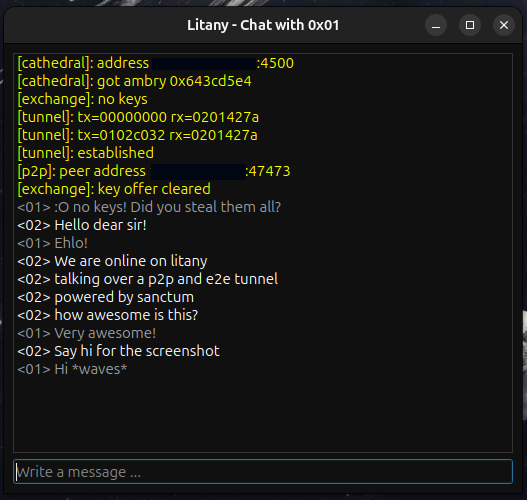 Litany - Chat with 0x01
[cathedral]: address :4500
[cathedral]: got ambry 0x643cd5e4
[exchange]: no keys
[tunnel]: tx=00000000 rx=0201427a
[tunnel]: tx=0102c032 rx=0201427a
[tunnel]: established
[p2p]: peer address :47473
[exchange]: key offer cleared
<01> :O no keys! Did you steal them all?
<02> Hello dear sir!
<01> Ehlo!
<02> We are online on litany
<02> talking over a p2p and e2e tunnel
<02> powered by sanctum
<02> how awesome is this?
<01> Very awesome!
<02> Say hi for the screenshot
<01> Hi *waves*
Write a message ...